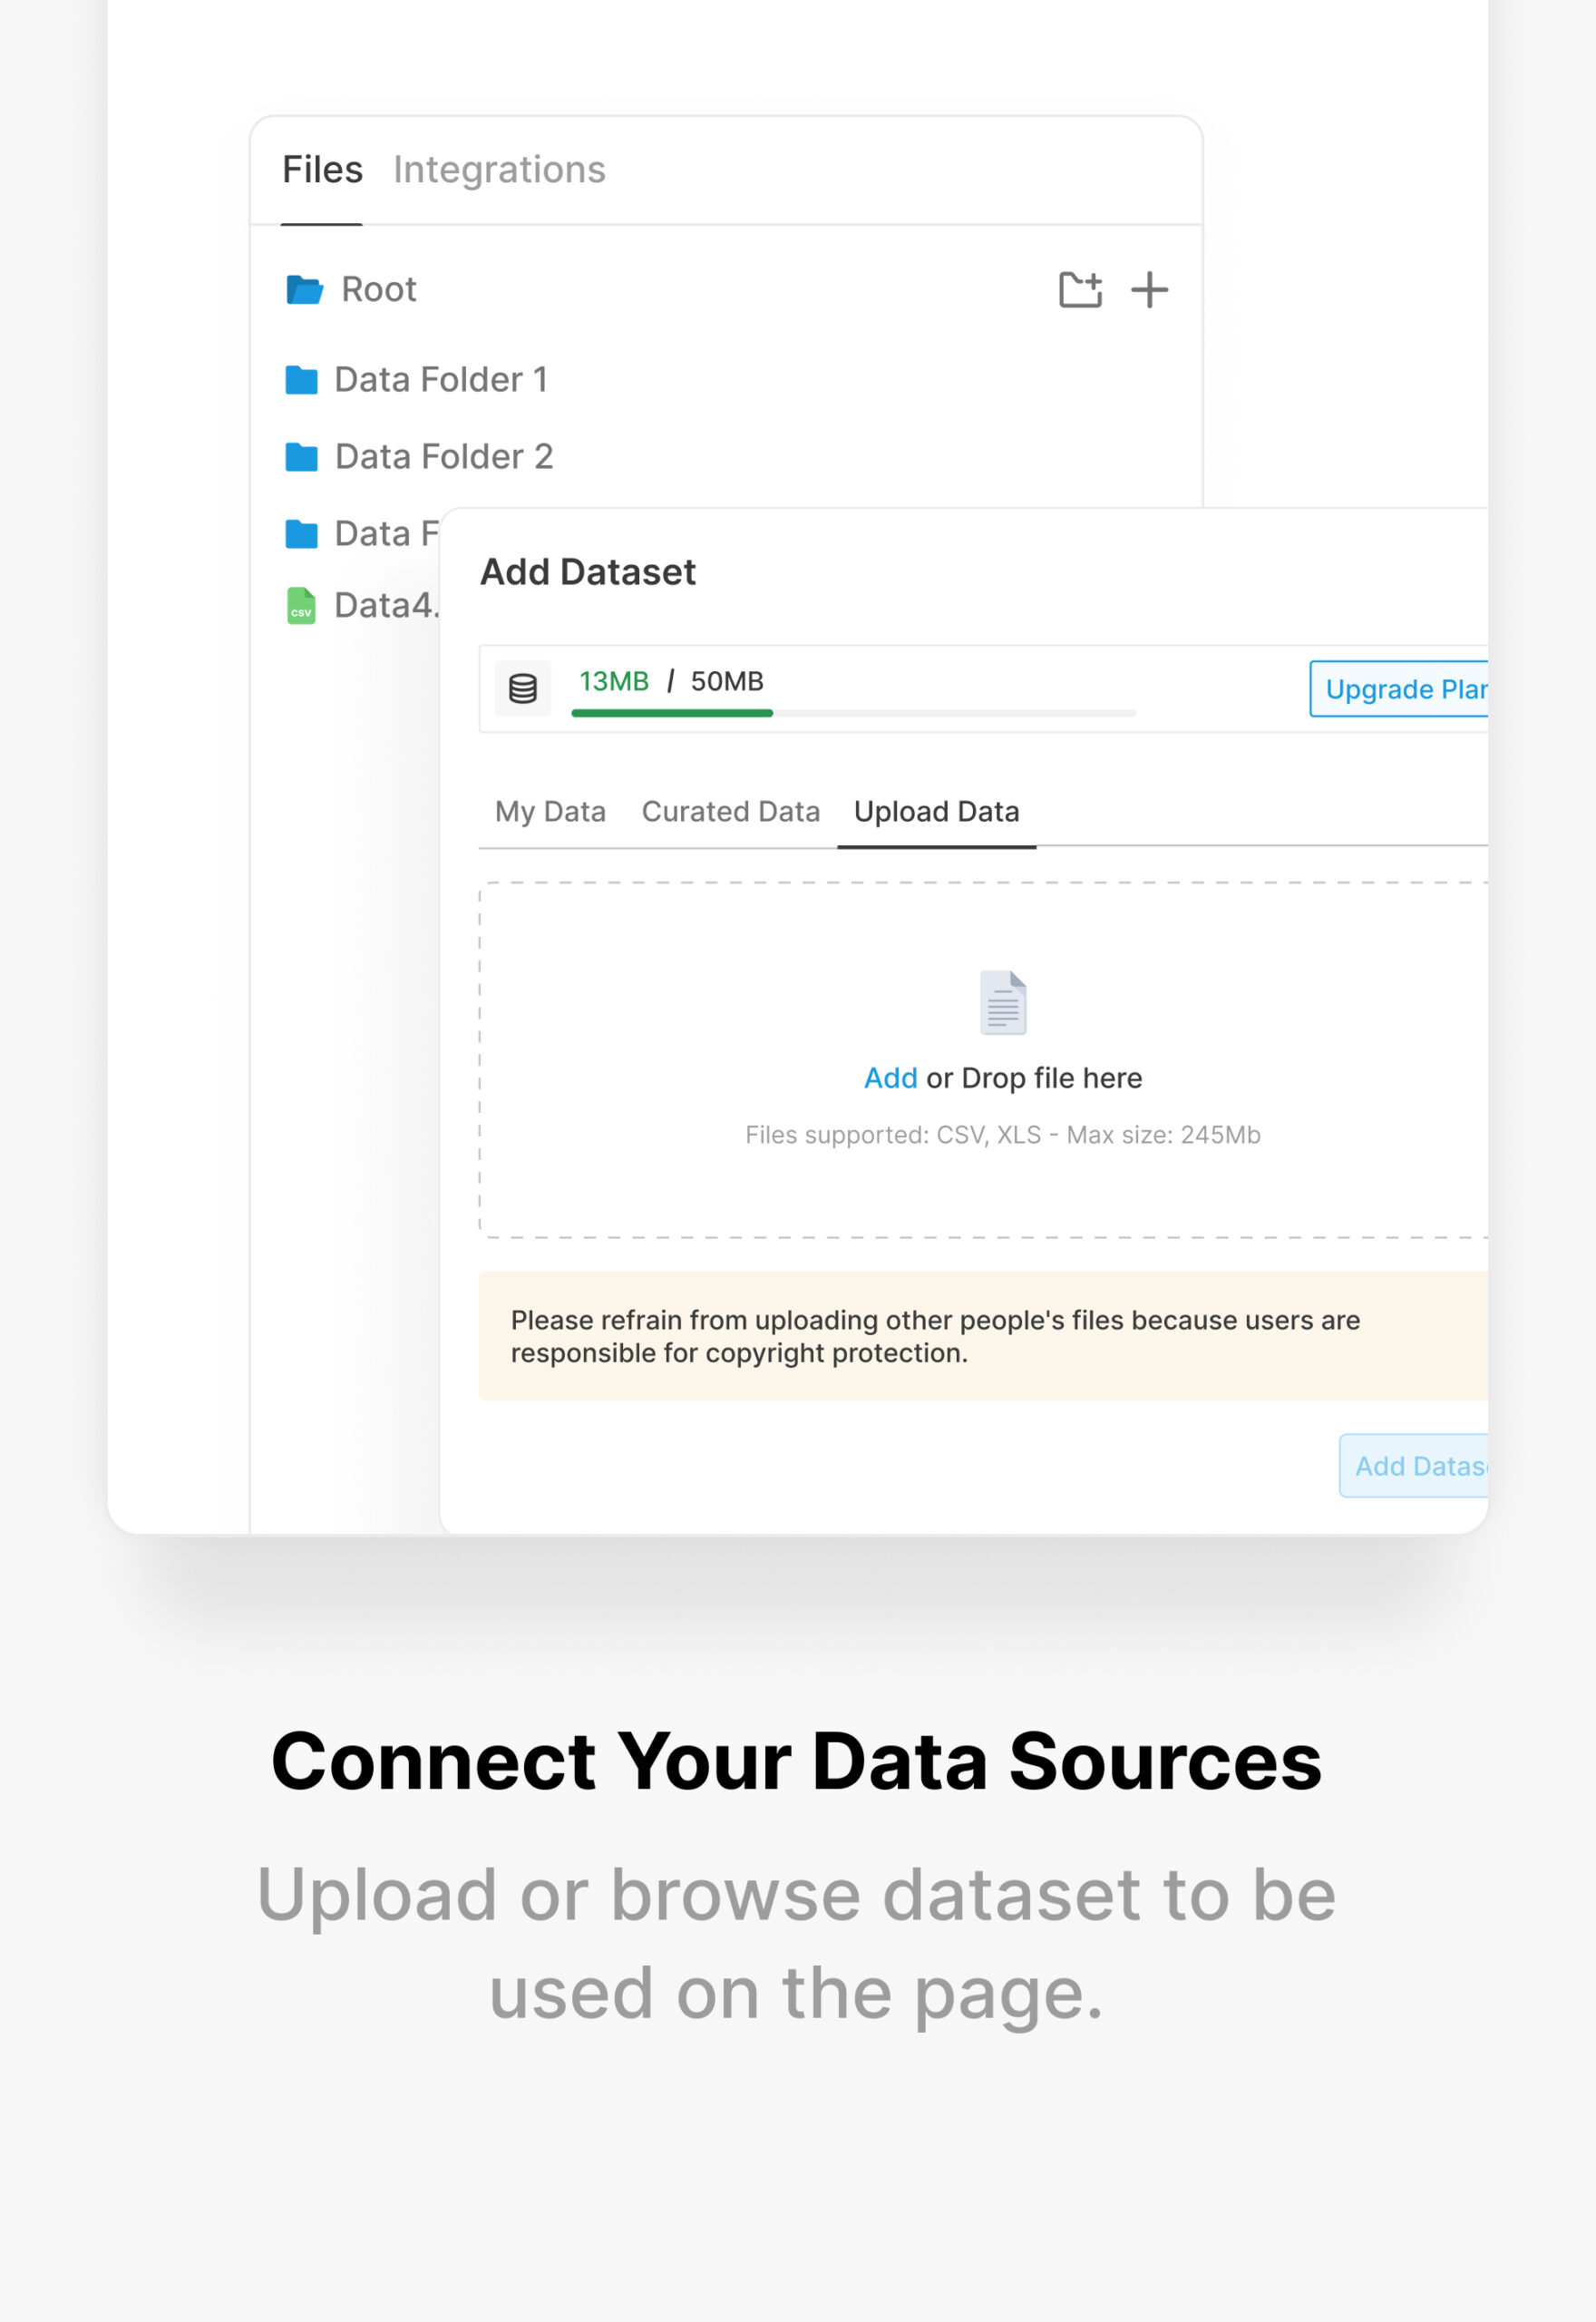 Files Integrations
Root
Data Folder 1
Data Folder 2
Data F
Data4.
CSV
Add Dataset
13MB / 50MB
Upgrade Plan
My Data Curated Data Upload Data
Add or Drop file here
Files supported: CSV, XLS - Max size: 245Mb
Please refrain from uploading other people's files because users are
responsible for copyright protection.
Add Datas
Connect Your Data Sources
Upload or browse dataset to be
used on the page.